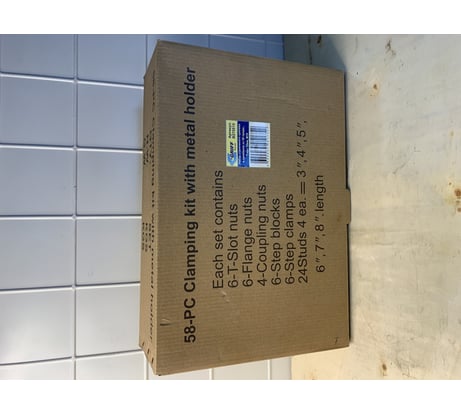 58-PC Clamping kit with metal holder
Each set contains
6-T-Slot nuts
6-Flange nuts
4-Coupling nuts
6-Step blocks
6-Step clamps
24Studs 4 ea. = 3",4",5",
6",7",8".length